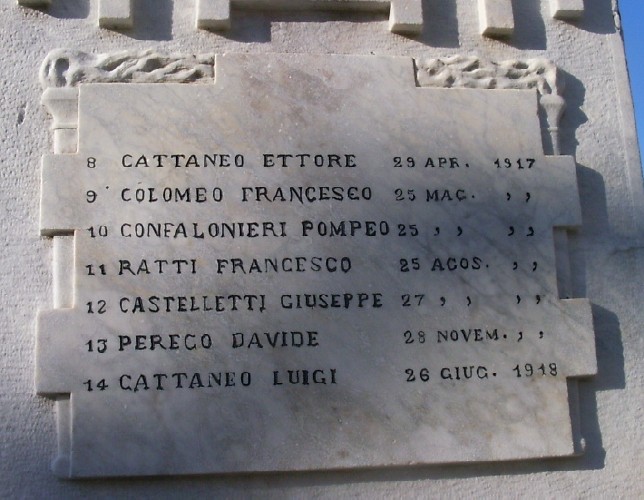 8 CATTANEO ETTORE 29 APR. 1917
9 COLOMBO FRANCESCO 25 MAG. ,,
10 CONFALONIERI POMPEO 25 ,, ,,
11 RATTI FRANCESCO 25 AGOS. ,,
12 CASTELLETTI GIUSEPPE 27 ,, ,,
13 PEREGO DAVIDE 28 NOVEM. ,,
14 CATTANEO LUIGI 26 GIUG. 1918